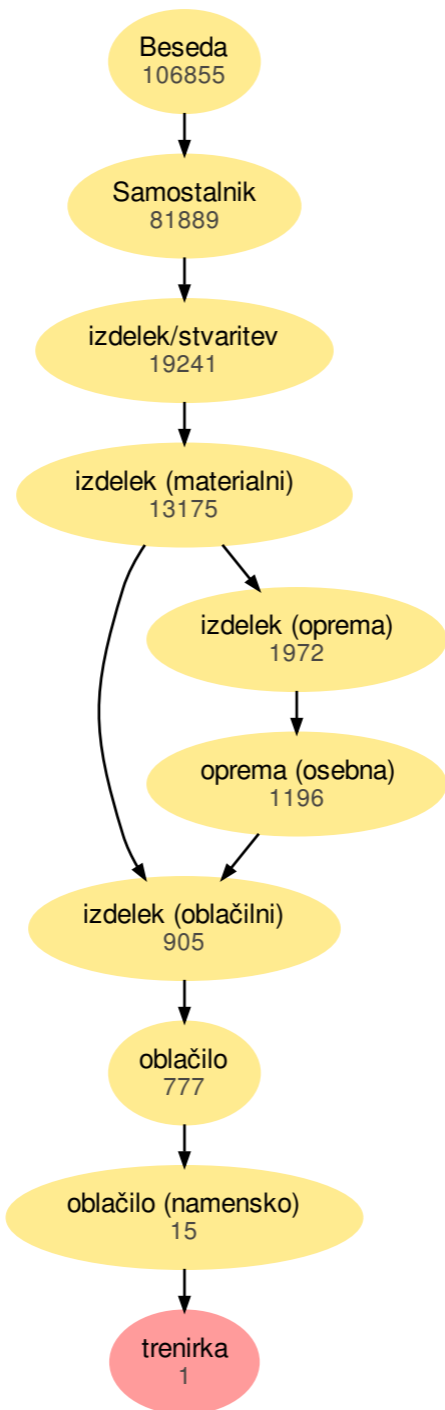 Beseda
106855
Samostalnik
81889
izdelek/stvaritev
19241
izdelek (materialni)
13175
izdelek (oprema)
1972
oprema (osebna)
1196
izdelek (oblačilni)
905
oblačilo
777
oblačilo (namensko)
15
trenirka
1